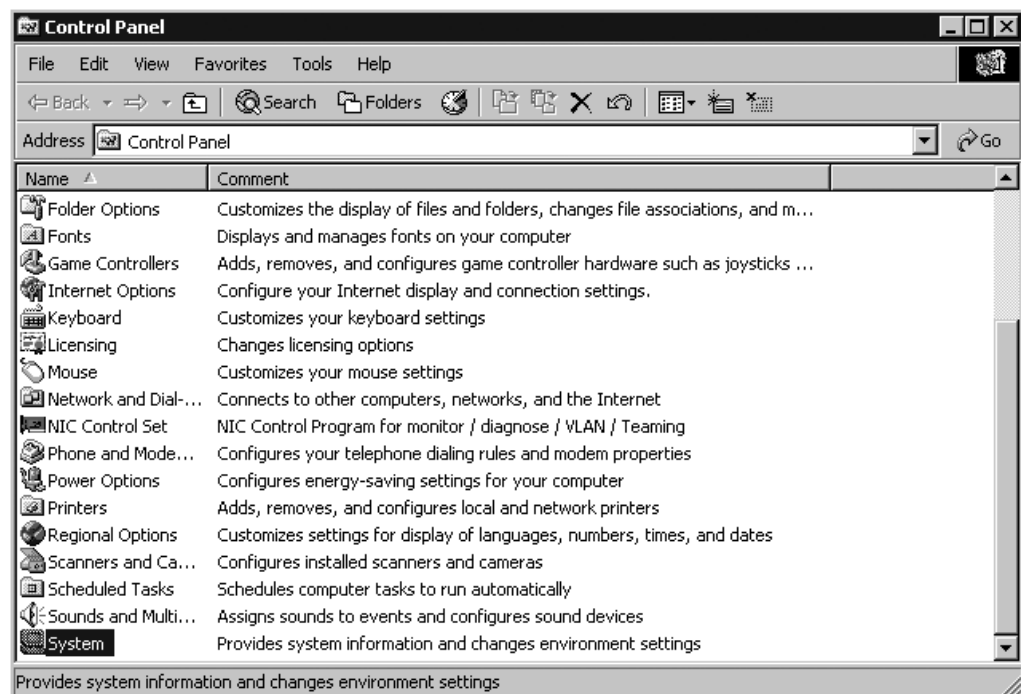 Control Panel
File Edit View Favorites Tools Help
Back Search Folders
Address Control Panel Go
Name Comment
Folder Options Customizes the display of files and folders, changes file associations, and m...
Fonts Displays and manages fonts on your computer
Game Controllers Adds, removes, and configures game controller hardware such as joysticks ...
Internet Options Configure your Internet display and connection settings.
Keyboard Customizes your keyboard settings
Licensing Changes licensing options
Mouse Customizes your mouse settings
Network and Dial-... Connects to other computers, networks, and the Internet
NIC Control Set NIC Control Program for monitor / diagnose / VLAN / Teaming
Phone and Mode... Configures your telephone dialing rules and modem properties
Power Options Configures energy-saving settings for your computer
Printers Adds, removes, and configures local and network printers
Regional Options Customizes settings for display of languages, numbers, times, and dates
Scanners and Ca... Configures installed scanners and cameras
Scheduled Tasks Schedules computer tasks to run automatically
Sounds and Multi... Assigns sounds to events and configures sound devices
System Provides system information and changes environment settings
Provides system information and changes environment settings